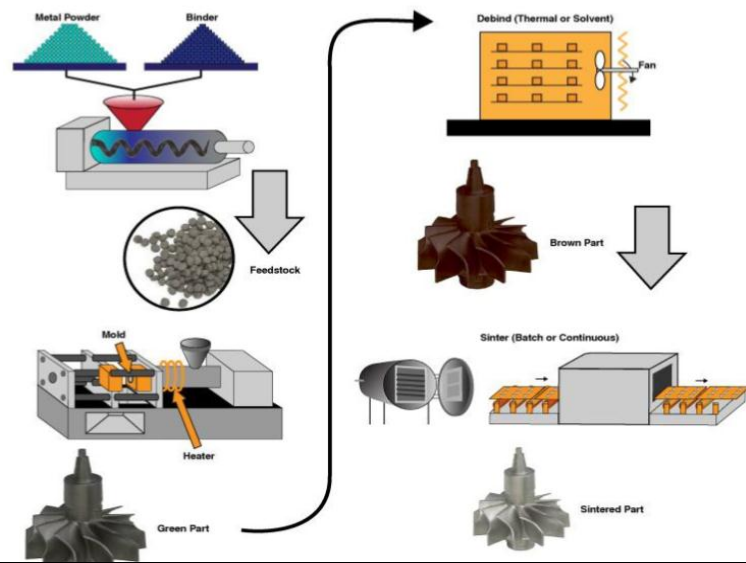 Metal Powder
Binder
Feedstock
Mold
Heater
Green Part
Debind (Thermal or Solvent)
Fan
Brown Part
Sinter (Batch or Continuous)
Sintered Part